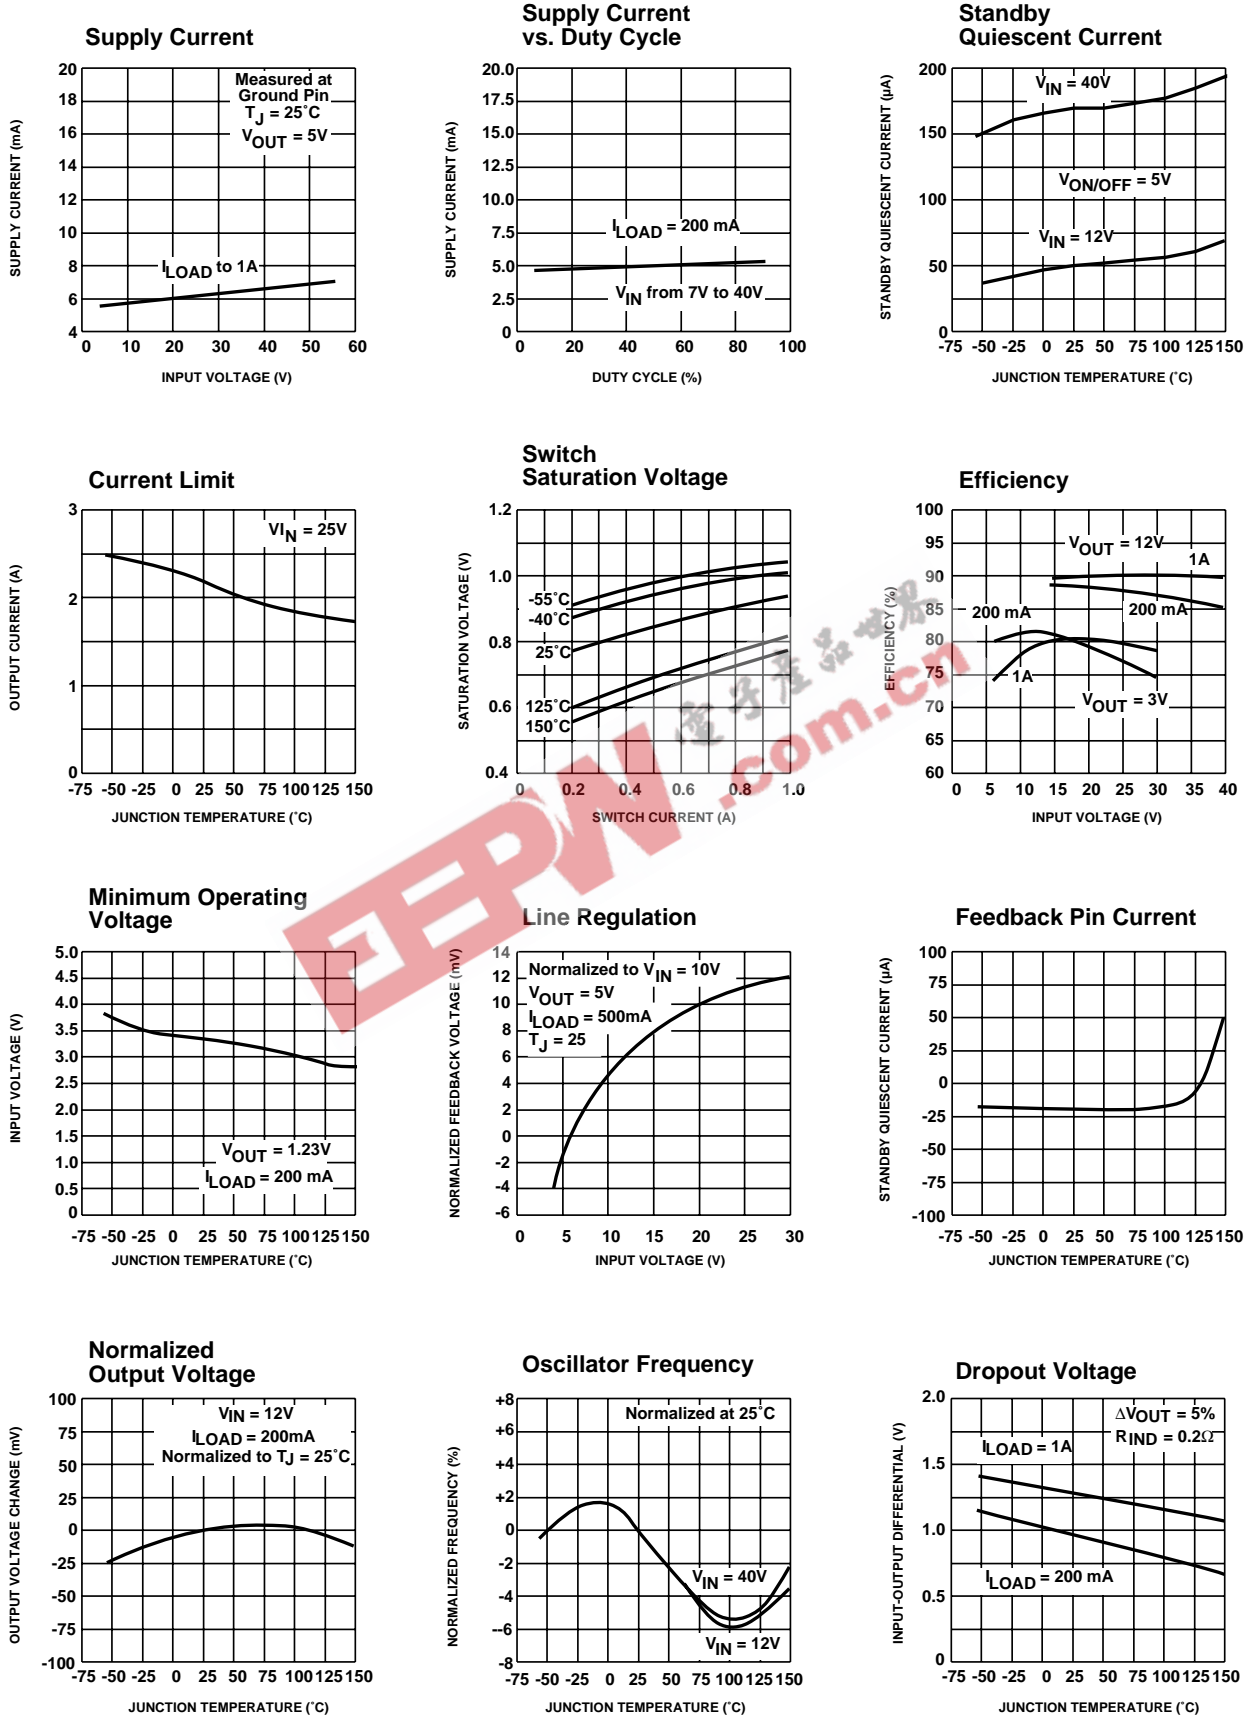 Supply Current
20
18
16
14
12
10
8
6
4
0 10 20 30 40 50 60
SUPPLY CURRENT (mA)
INPUT VOLTAGE (V)
Measured at
Ground Pin
TJ = 25˚C
VOUT = 5V
ILOAD to 1A
Supply Current
vs. Duty Cycle
20.0
17.5
15.0
12.5
10.0
7.5
5.0
2.5
0
0 20 40 60 80 100
SUPPLY CURRENT (mA)
DUTY CYCLE (%)
ILOAD = 200 mA
VIN from 7V to 40V
Standby
Quiescent Current
200
150
100
50
0
-75 -50 -25 0 25 50 75 100 125 150
STANDBY QUIESCENT CURRENT (µA)
JUNCTION TEMPERATURE (˚C)
VIN = 40V
VON/OFF = 5V
VIN = 12V
Current Limit
3
2
1
0
-75 -50 -25 0 25 50 75 100 125 150
OUTPUT CURRENT (A)
JUNCTION TEMPERATURE (˚C)
VIN = 25V
Switch
Saturation Voltage
1.2
1.0
0.8
0.6
0.4
0 0.2 0.4 0.6 0.8 1.0
SATURATION VOLTAGE (V)
SWITCH CURRENT (A)
-55˚C
-40˚C
25˚C
125˚C
150˚C
Efficiency
100
95
90
85
80
75
70
65
60
0 5 10 15 20 25 30 35 40
EFFICIENCY (%)
INPUT VOLTAGE (V)
VOUT = 12V
1A
200 mA
200 mA
1A
VOUT = 3V
EEPW
.com.cn
電子產品世界
Minimum Operating
Voltage
5.0
4.5
4.0
3.5
3.0
2.5
2.0
1.5
1.0
0.5
0
-75 -50 -25 0 25 50 75 100 125 150
INPUT VOLTAGE (V)
JUNCTION TEMPERATURE (˚C)
VOUT = 1.23V
ILOAD = 200 mA
Line Regulation
14
12
10
8
6
4
2
0
-2
-4
-6
0 5 10 15 20 25 30
NORMALIZED FEEDBACK VOLTAGE (mV)
INPUT VOLTAGE (V)
Normalized to VIN = 10V
VOUT = 5V
ILOAD = 500mA
TJ = 25
Feedback Pin Current
100
75
50
25
0
-25
-50
-75
-100
-75 -50 -25 0 25 50 75 100 125 150
STANDBY QUIESCENT CURRENT (µA)
JUNCTION TEMPERATURE (˚C)
Normalized
Output Voltage
100
75
50
25
0
-25
-50
-75
-100
-75 -50 -25 0 25 50 75 100 125 150
OUTPUT VOLTAGE CHANGE (mV)
JUNCTION TEMPERATURE (˚C)
VIN = 12V
ILOAD = 200mA
Normalized to TJ = 25˚C
Oscillator Frequency
+8
+6
+4
+2
0
-2
-4
--6
-8
-75 -50 -25 0 25 50 75 100 125 150
NORMALIZED FREQUENCY (%)
JUNCTION TEMPERATURE (˚C)
Normalized at 25˚C
VIN = 40V
VIN = 12V
Dropout Voltage
2.0
1.5
1.0
0.5
0
-75 -50 -25 0 25 50 75 100 125 150
INPUT-OUTPUT DIFFERENTIAL (V)
JUNCTION TEMPERATURE (˚C)
∆VOUT = 5%
RIND = 0.2Ω
ILOAD = 1A
ILOAD = 200 mA